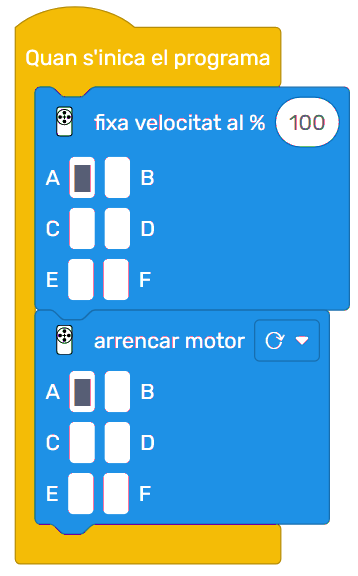 Quan s'inica el programa
fixa velocitat al % 100
A B
C D
E F
arrencar motor
A B
C D
E F